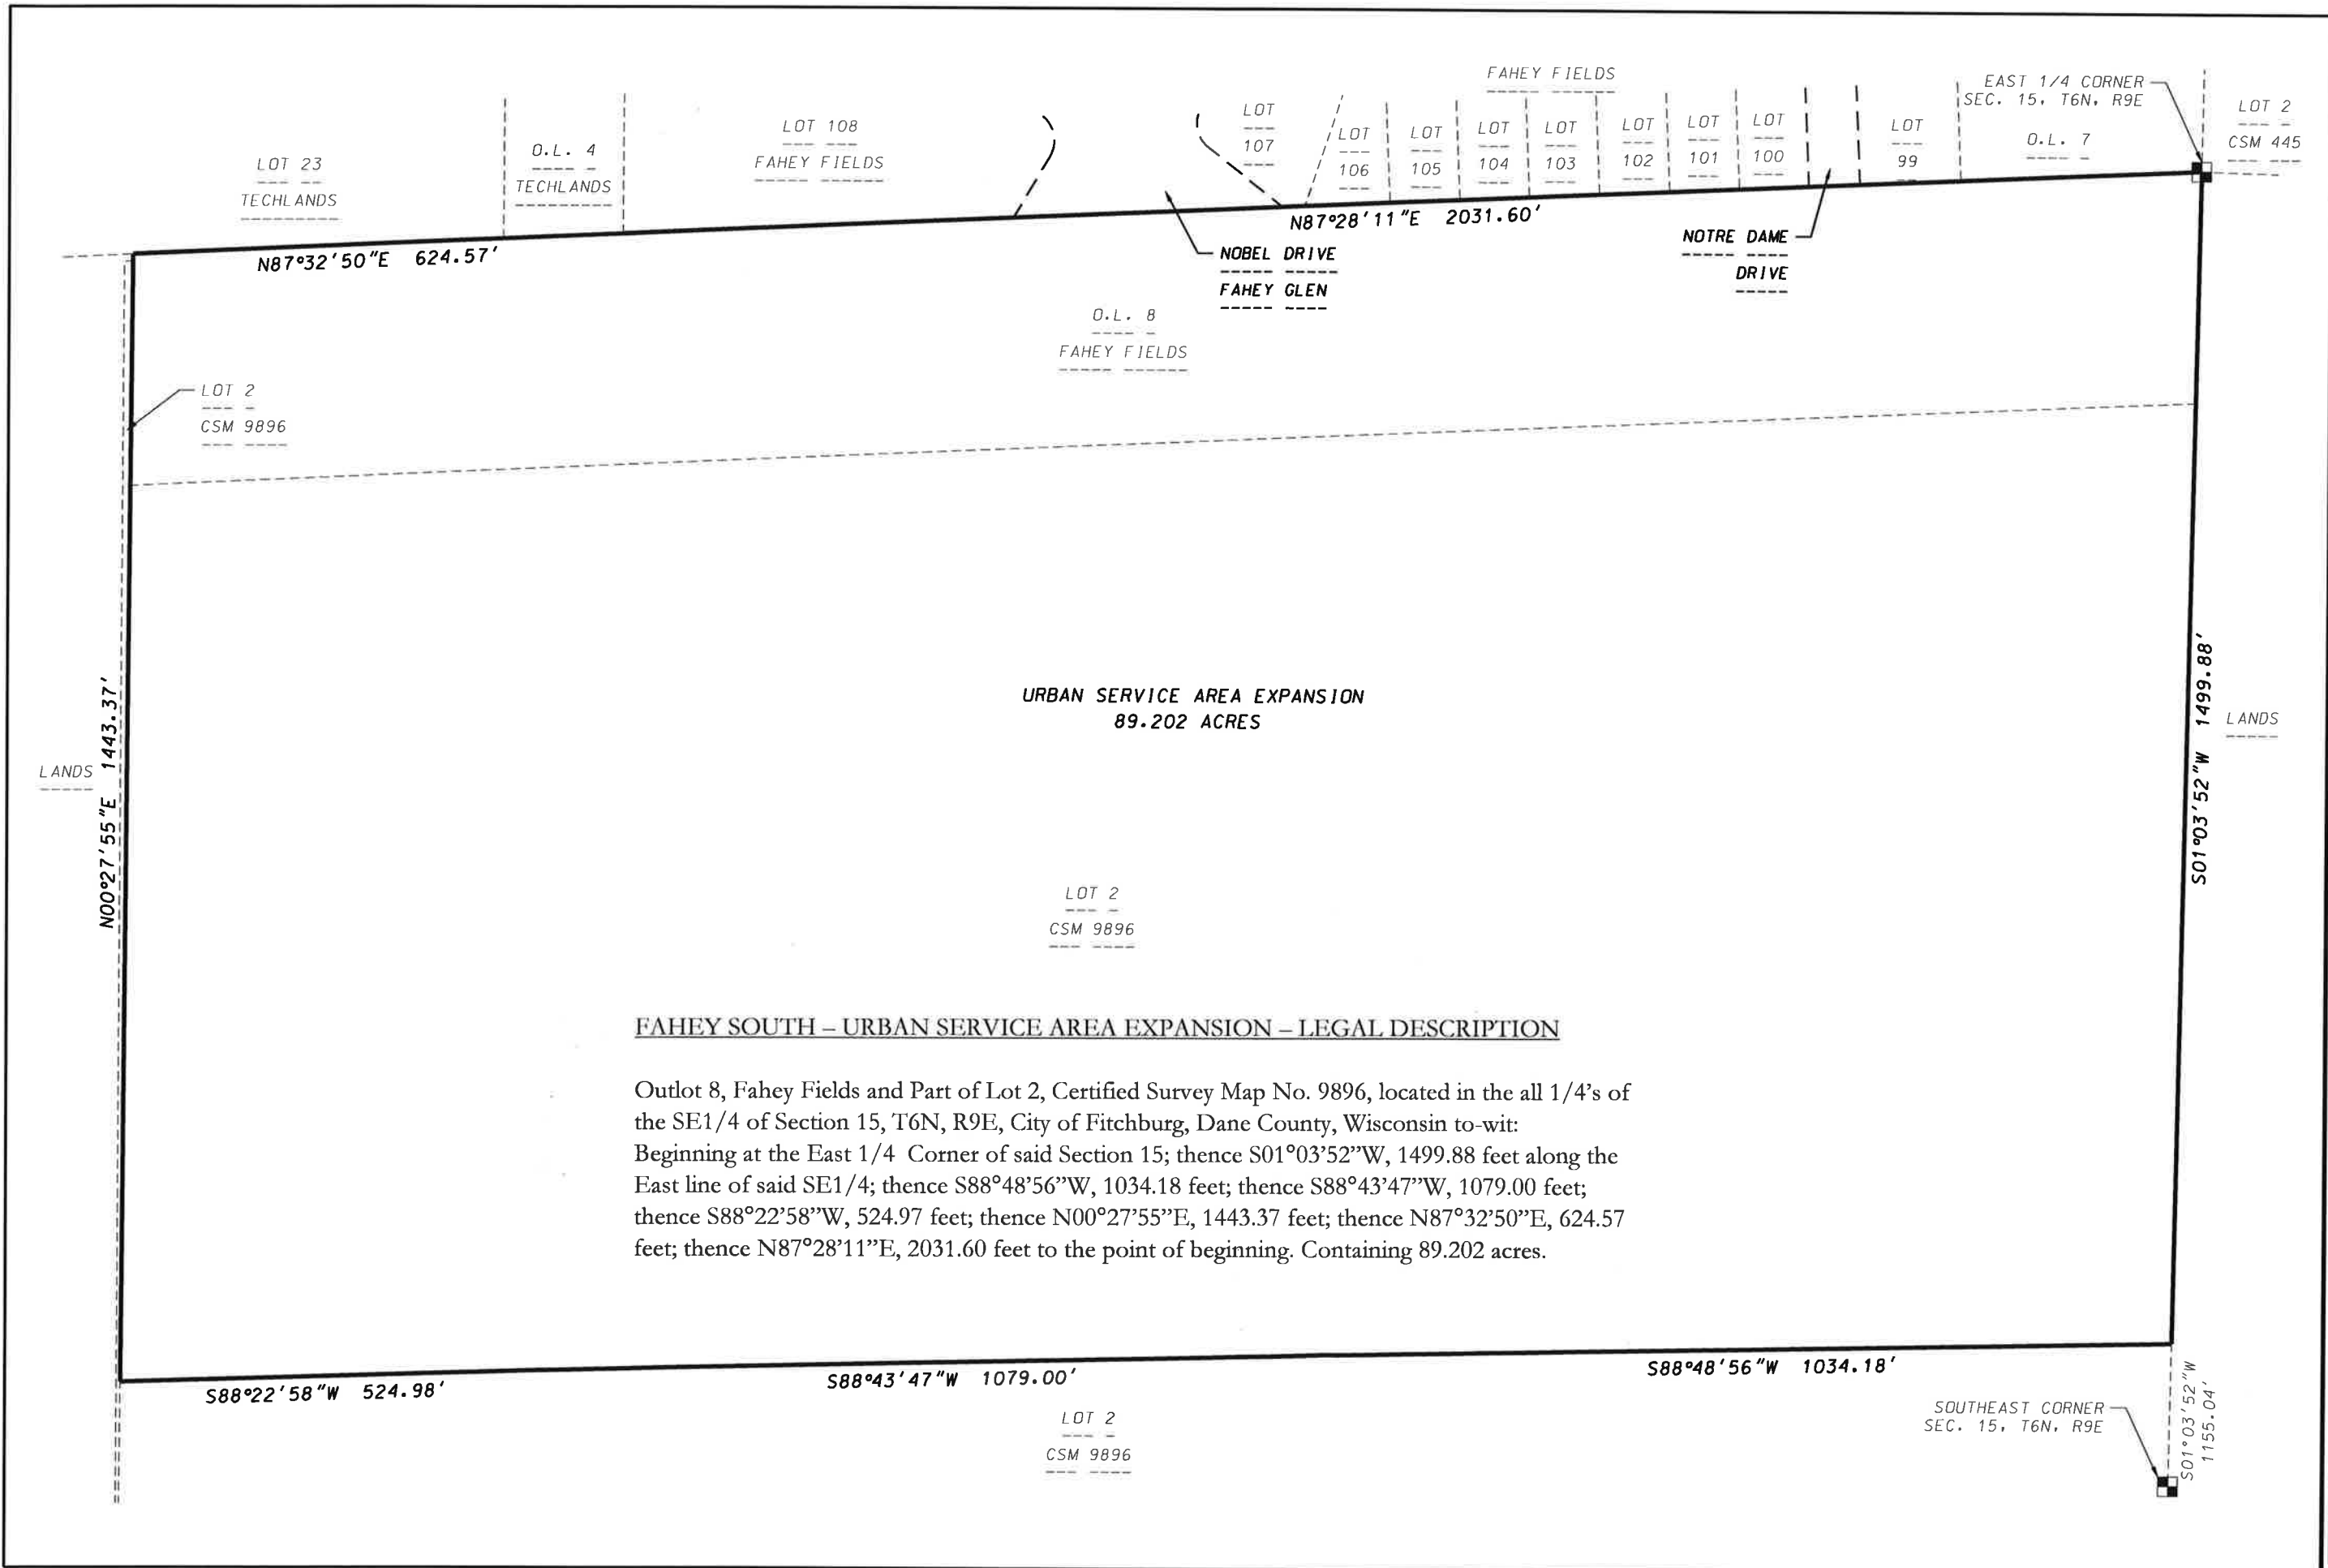 FAHEY FIELDS
EAST 1/4 CORNER
SEC. 15, T6N, R9E
LOT 2
CSM 445
LOT 23
TECHLANDS
O.L. 4
TECHLANDS
LOT 108
FAHEY FIELDS
LOT
107
LOT
106
LOT
105
LOT
104
LOT
103
LOT
102
LOT
101
LOT
100
LOT
99
O.L. 7
N87°32'50"E 624.57'
N87°28'11"E 2031.60'
NOBEL DRIVE
FAHEY GLEN
NOTRE DAME
DRIVE
O.L. 8
FAHEY FIELDS
LOT 2
CSM 9896
URBAN SERVICE AREA EXPANSION
89.202 ACRES
LANDS
N00°27'55"E 1443.37'
S01°03'52"W 1499.88'
LANDS
LOT 2
CSM 9896
FAHEY SOUTH – URBAN SERVICE AREA EXPANSION – LEGAL DESCRIPTION
Outlot 8, Fahey Fields and Part of Lot 2, Certified Survey Map No. 9896, located in the all 1/4's of
the SE1/4 of Section 15, T6N, R9E, City of Fitchburg, Dane County, Wisconsin to-wit:
Beginning at the East 1/4 Corner of said Section 15; thence S01°03'52”W, 1499.88 feet along the
East line of said SE1/4; thence S88°48'56”W, 1034.18 feet; thence S88°43'47”W, 1079.00 feet;
thence S88°22'58”W, 524.97 feet; thence N00°27'55”E, 1443.37 feet; thence N87°32'50”E, 624.57
feet; thence N87°28'11”E, 2031.60 feet to the point of beginning. Containing 89.202 acres.
S88°22'58"W 524.98'
S88°43'47"W 1079.00'
S88°48'56"W 1034.18'
LOT 2
CSM 9896
SOUTHEAST CORNER
SEC. 15, T6N, R9E
S01°03'52"W
1155.04'